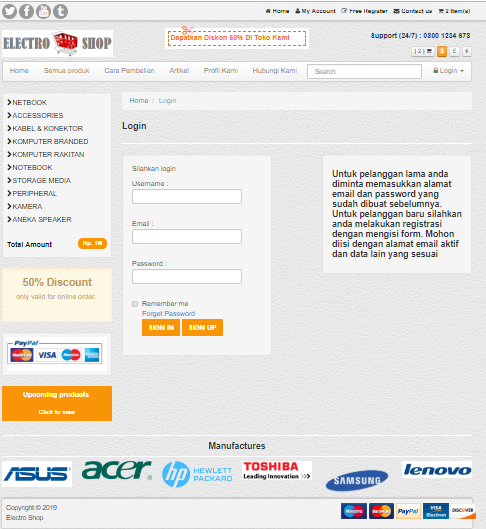 Home My Account Free Register Contact us 2 Item(s)
ELECTRO SHOP
Dapatkan Diskon 50% Di Toko Kami
Support (24/7) : 0800 1234 678
[ 2 ] $ £ €
Home Semua produk Cara Pembelian Artikel Profil Kami Hubungi Kami Search Login
NETBOOK
ACCESSORIES
KABEL & KONEKTOR
KOMPUTER BRANDED
KOMPUTER RAKITAN
NOTEBOOK
STORAGE MEDIA
PERIPHERAL
KAMERA
ANEKA SPEAKER
Total Amount
50% Discount
only valid for online order.
PayPal
MasterCard VISA Maestro
Upcoming products
Click to view
Home / Login
Login
Silahkan login
Username :
Email :
Password :
Remember me
Forget Password
SIGN IN SIGN UP
Untuk pelanggan lama anda
diminta memasukkan alamat
email dan password yang
sudah dibuat sebelumnya.
Untuk pelanggan baru silahkan
anda melakukan registrasi
dengan mengisi form. Mohon
diisi dengan alamat email aktif
dan data lain yang sesuai
Manufactures
ASUS acer hp HEWLETT PACKARD TOSHIBA Leading Innovation >>> SAMSUNG lenovo
Copyright © 2019
Electro Shop
Maestro MasterCard PayPal VISA Electron DISCOVER